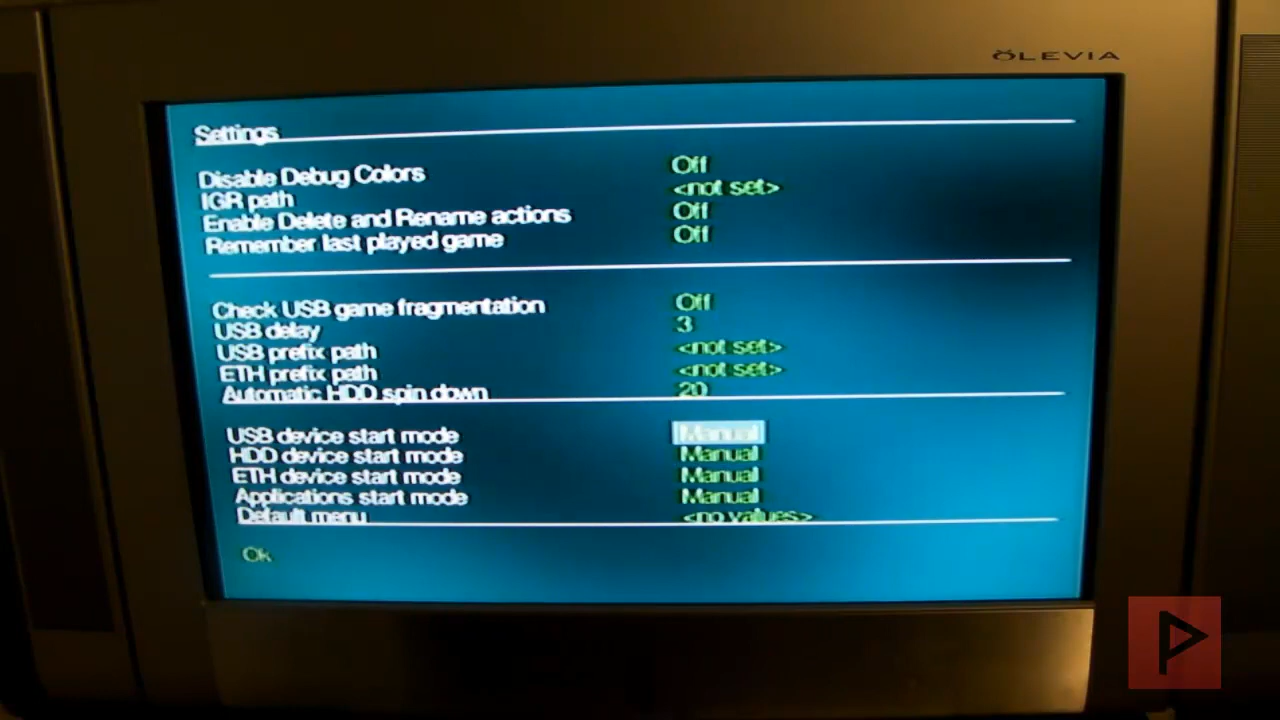 ÖLEVIA
Settings
Disable Debug Colors Off
IGR path <not set>
Enable Delete and Rename actions Off
Remember last played game Off
Check USB game fragmentation Off
USB delay 3
USB prefix path <not set>
ETH prefix path <not set>
Automatic HDD spin down 20
USB device start mode Manual
HDD device start mode Manual
ETH device start mode Manual
Applications start mode Manual
Default menu <no values>
Ok
P